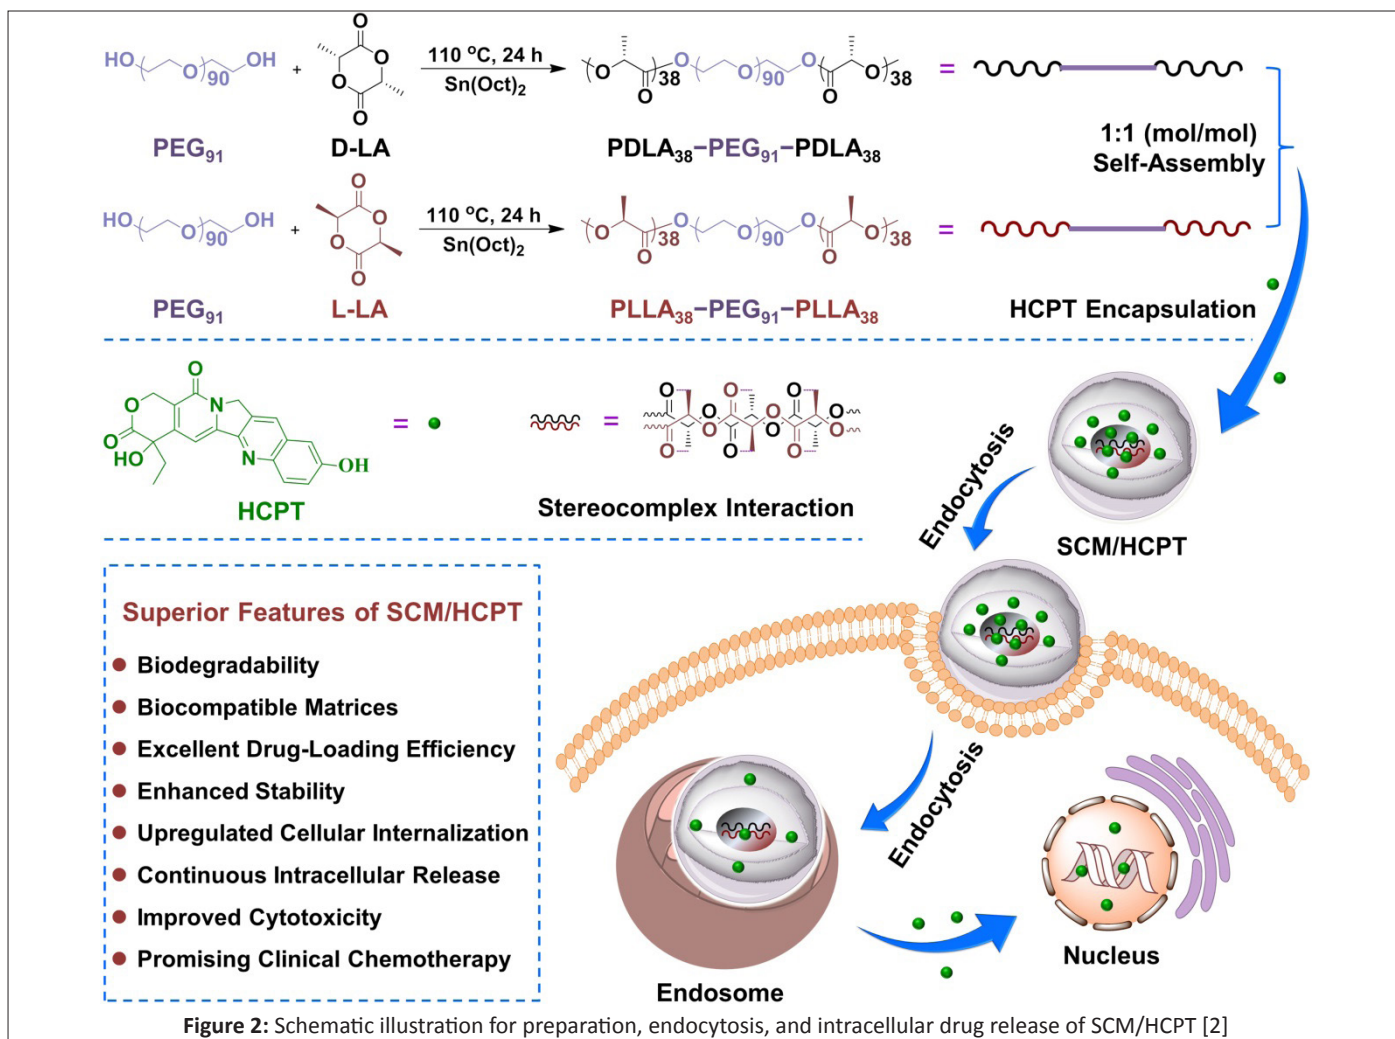 HO O 90 OH + O O O O 110 °C, 24 h Sn(Oct)2 (O O)38 O O 90 O (O O)38 =
PEG91 D-LA PDLA38−PEG91−PDLA38
1:1 (mol/mol)
Self-Assembly
HO O 90 OH + O O O O 110 °C, 24 h Sn(Oct)2 (O O)38 O O 90 O (O O)38 =
PEG91 L-LA PLLA38−PEG91−PLLA38
HCPT Encapsulation
O O N O HO N OH = =
HCPT
Stereocomplex Interaction
Endocytosis
SCM/HCPT
Superior Features of SCM/HCPT
Biodegradability
Biocompatible Matrices
Excellent Drug-Loading Efficiency
Enhanced Stability
Upregulated Cellular Internalization
Continuous Intracellular Release
Improved Cytotoxicity
Promising Clinical Chemotherapy
Endocytosis
Endosome
Nucleus
Figure 2: Schematic illustration for preparation, endocytosis, and intracellular drug release of SCM/HCPT [2]